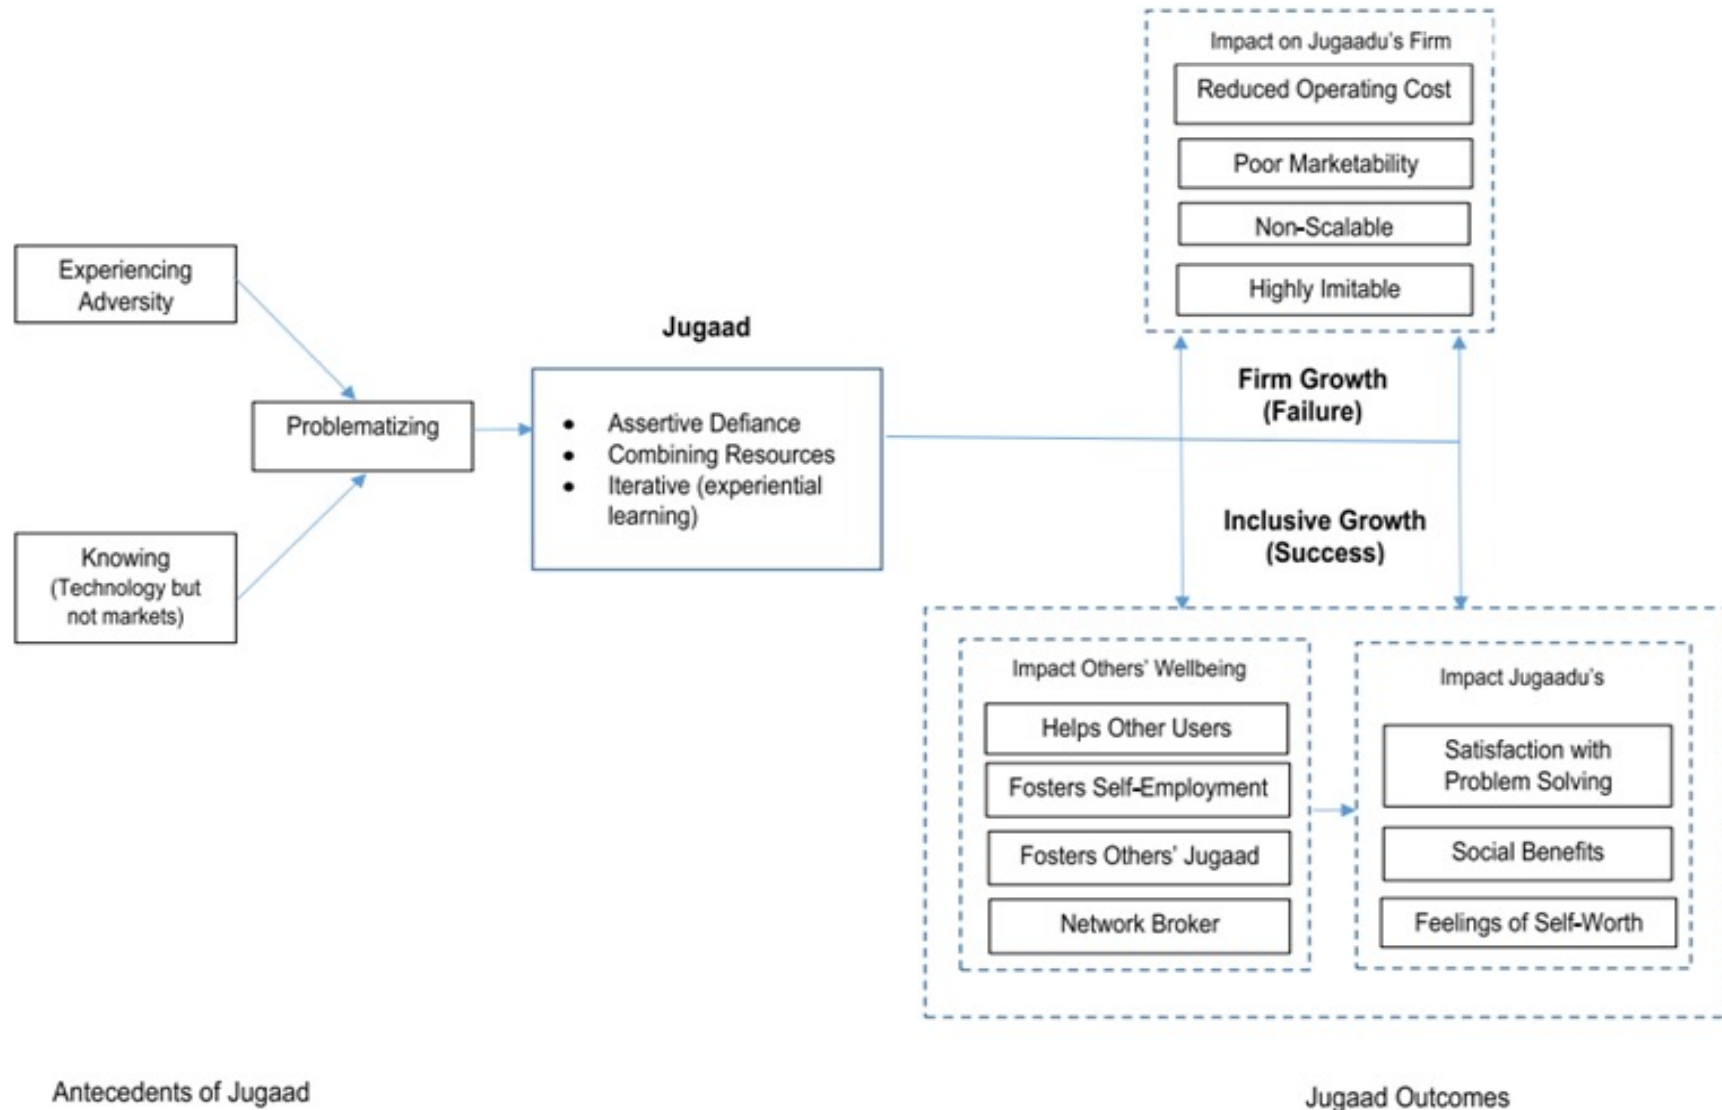 Impact on Jugaadu's Firm
Reduced Operating Cost
Poor Marketability
Non-Scalable
Highly Imitable
Experiencing
Adversity
Problematizing
Knowing
(Technology but
not markets)
Jugaad
• Assertive Defiance
• Combining Resources
• Iterative (experiential
learning)
Firm Growth
(Failure)
Inclusive Growth
(Success)
Impact Others' Wellbeing
Helps Other Users
Fosters Self-Employment
Fosters Others' Jugaad
Network Broker
Impact Jugaadu's
Satisfaction with
Problem Solving
Social Benefits
Feelings of Self-Worth
Antecedents of Jugaad
Jugaad Outcomes